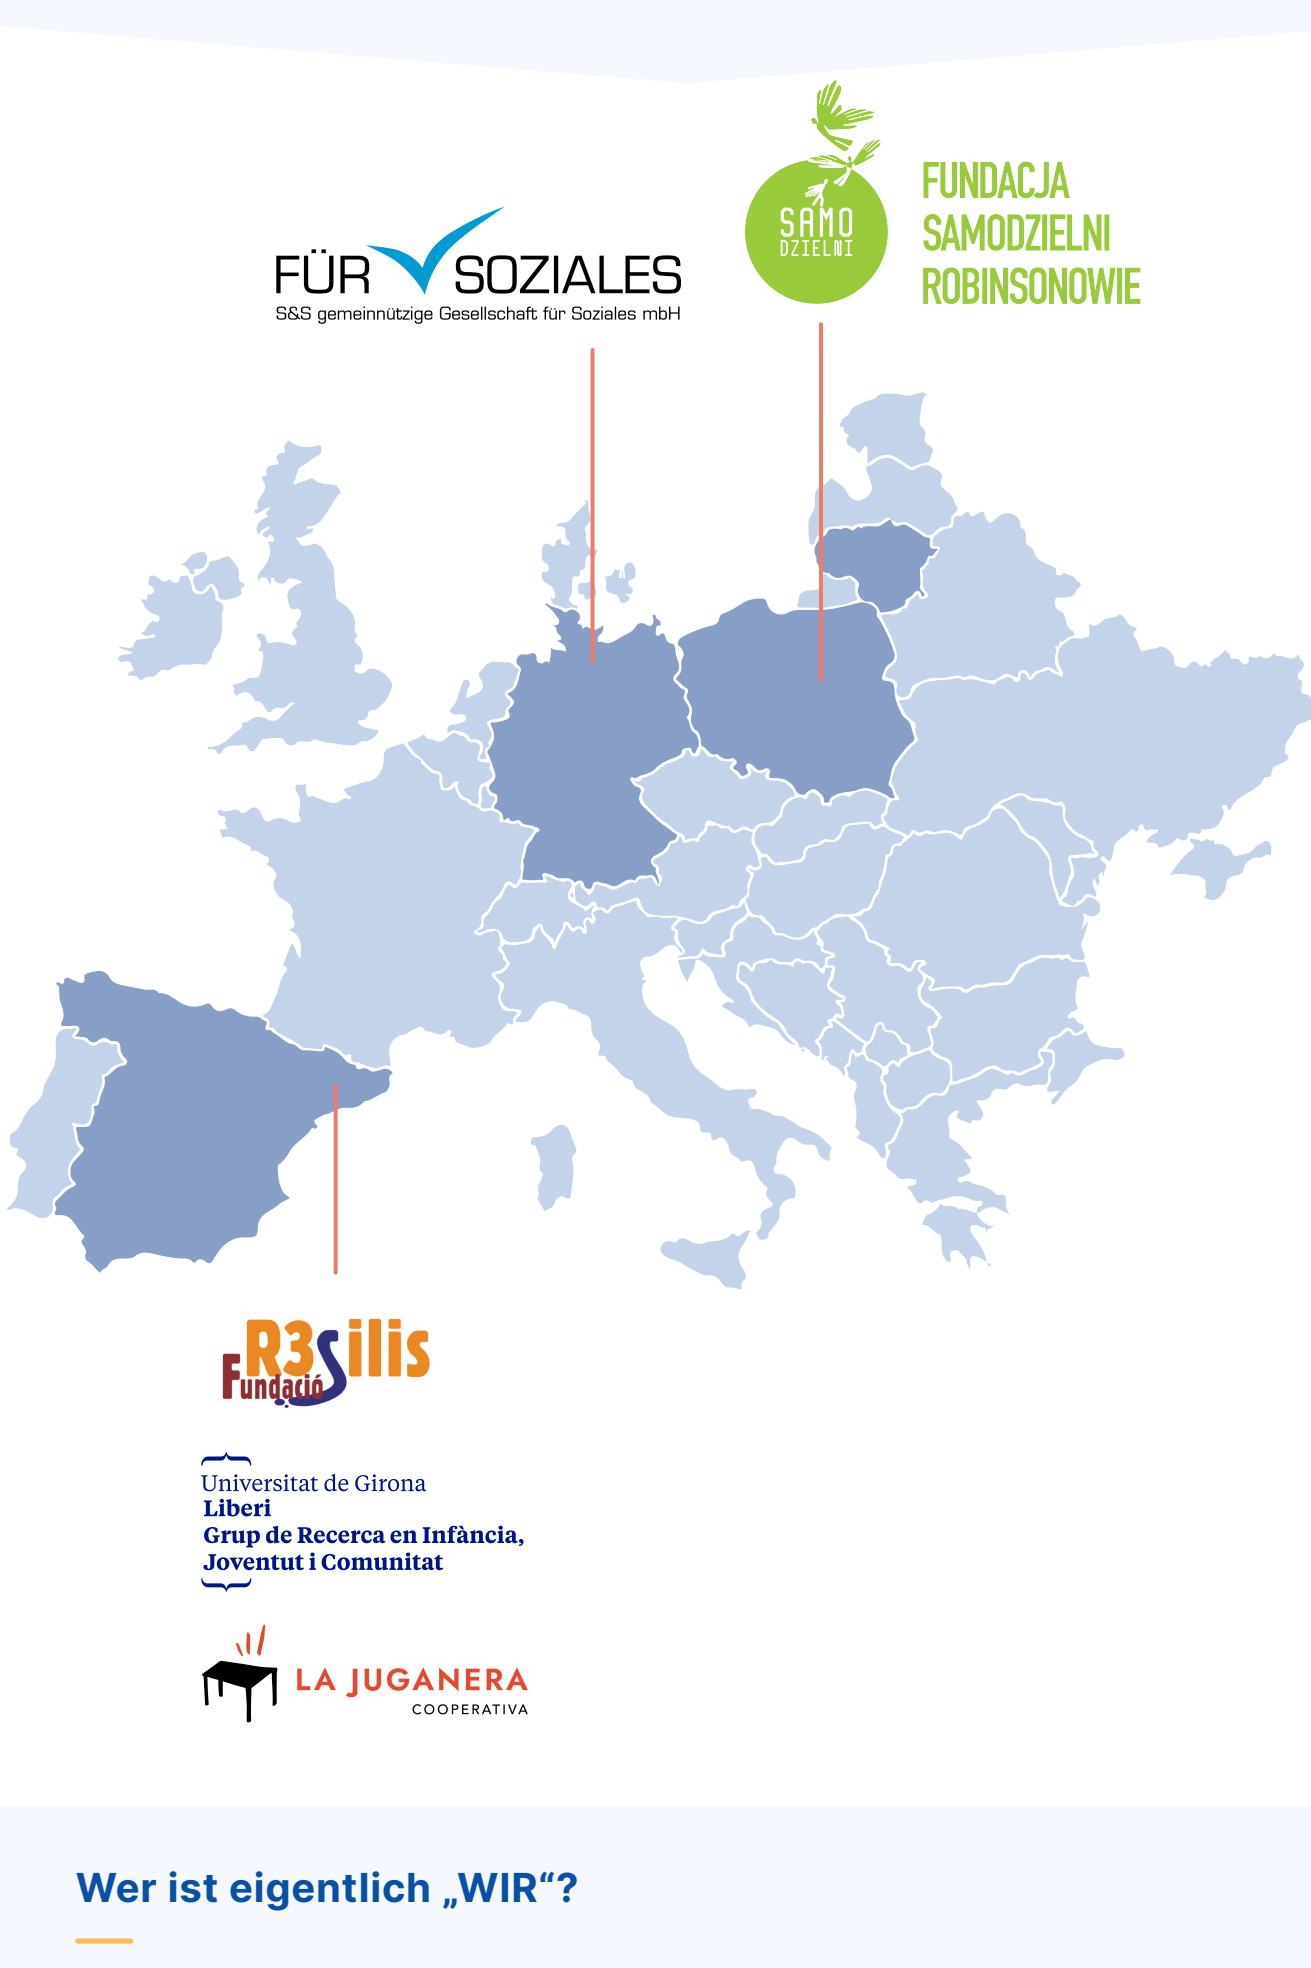 SAMO
DZIELNI
FUNDACJA
SAMODZIELNI
ROBINSONOWIE
FÜR SOZIALES
S&S gemeinnützige Gesellschaft für Soziales mbH
R3Silis
Fundació
Universitat de Girona
Liberi
Grup de Recerca en Infància,
Joventut i Comunitat
LA JUGANERA
COOPERATIVA
Wer ist eigentlich „WIR“?